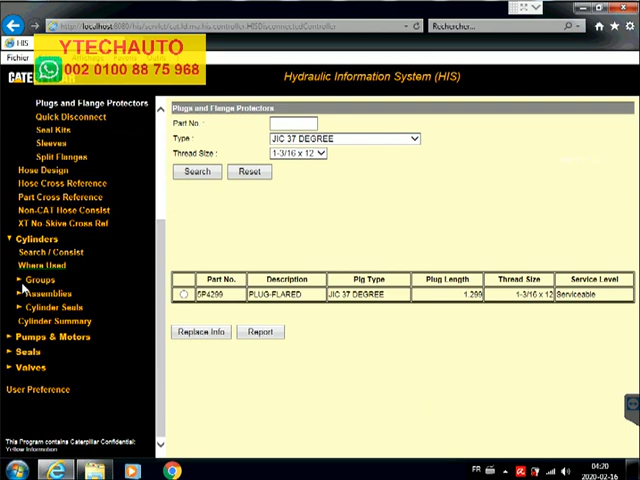 http://localhost:8080/his/servlet/cat.ld.mg.his.controller.HISDisconnectedController
Rechercher...
HIS
Fichier
YTECHAUTO
002 0100 88 75 968
Hydraulic Information System (HIS)
Plugs and Flange Protectors
Quick Disconnect
Seal Kits
Sleeves
Split Flanges
Hose Design
Hose Cross Reference
Part Cross Reference
Non-CAT Hose Consist
XT No Skive Cross Ref
Cylinders
Search / Consist
Where Used
Groups
Assemblies
Cylinder Seals
Cylinder Summary
Pumps & Motors
Seals
Valves
User Preference
This Program contains Caterpillar Confidential:
Yellow Information
Plugs and Flange Protectors
Part No. :
Type : JIC 37 DEGREE
Thread Size : 1-3/16 x 12
Search Reset
Part No. Description Plg Type Plug Length Thread Size Service Level
5P4299 PLUG-FLARED JIC 37 DEGREE 1.299 1-3/16 x 12 Serviceable
Replace Info Report
FR
04:20
2020-02-16